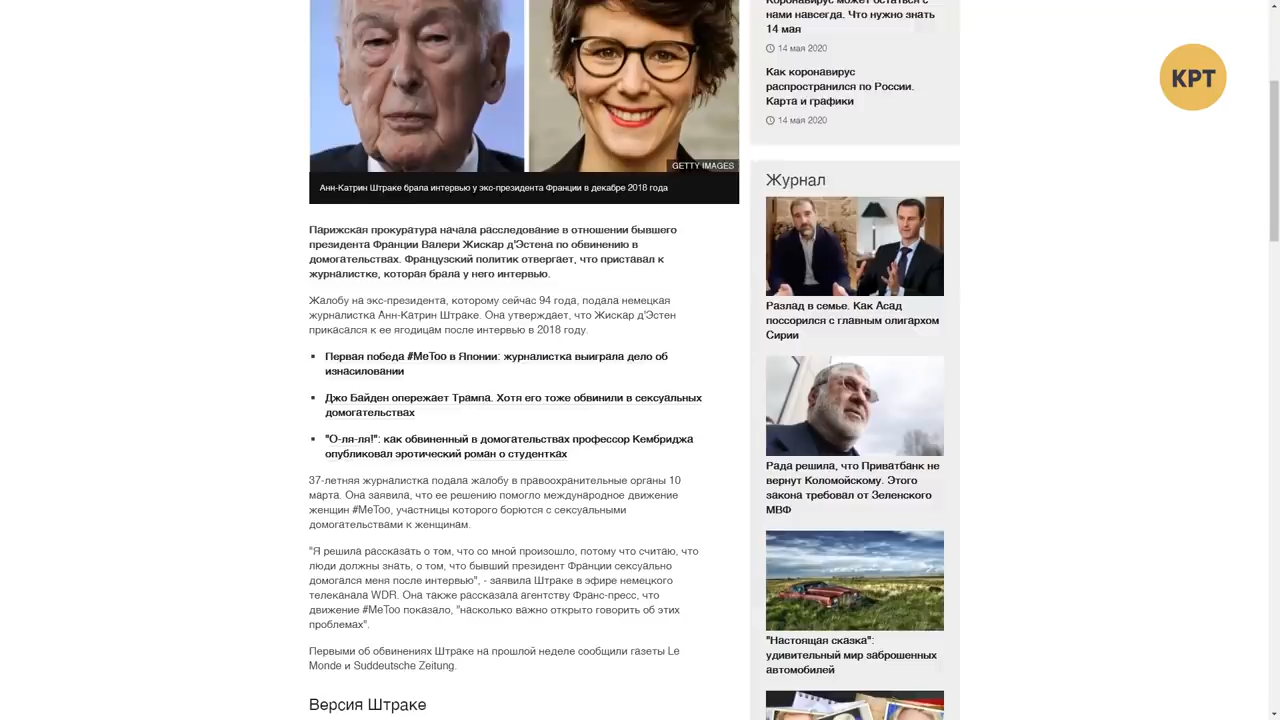 Коронавирус может остаться с
нами навсегда. Что нужно знать
14 мая
14 мая 2020
Как коронавирус
распространился по России.
Карта и графики
14 мая 2020
КРТ
GETTY IMAGES
Анн-Катрин Штраке брала интервью у экс-президента Франции в декабре 2018 года
Парижская прокуратура начала расследование в отношении бывшего
президента Франции Валери Жискар д'Эстена по обвинению в
домогательствах. Французский политик отвергает, что приставал к
журналистке, которая брала у него интервью.
Жалобу на экс-президента, которому сейчас 94 года, подала немецкая
журналистка Анн-Катрин Штраке. Она утверждает, что Жискар д'Эстен
прикасался к ее ягодицам после интервью в 2018 году.
Первая победа #MeToo в Японии: журналистка выиграла дело об
изнасиловании
Джо Байден опережает Трампа. Хотя его тоже обвинили в сексуальных
домогательствах
"О-ля-ля!": как обвиненный в домогательствах профессор Кембриджа
опубликовал эротический роман о студентках
37-летняя журналистка подала жалобу в правоохранительные органы 10
марта. Она заявила, что ее решению помогло международное движение
женщин #MeToo, участницы которого борются с сексуальными
домогательствами к женщинам.
"Я решила рассказать о том, что со мной произошло, потому что считаю, что
люди должны знать, о том, что бывший президент Франции сексуально
домогался меня после интервью", - заявила Штраке в эфире немецкого
телеканала WDR. Она также рассказала агентству Франс-пресс, что
движение #MeToo показало, "насколько важно открыто говорить об этих
проблемах".
Первыми об обвинениях Штраке на прошлой неделе сообщили газеты Le
Monde и Suddeutsche Zeitung.
Версия Штраке
Журнал
Разлад в семье. Как Асад
поссорился с главным олигархом
Сирии
Рада решила, что Приватбанк не
вернут Коломойскому. Этого
закона требовал от Зеленского
МВФ
"Настоящая сказка":
удивительный мир заброшенных
автомобилей